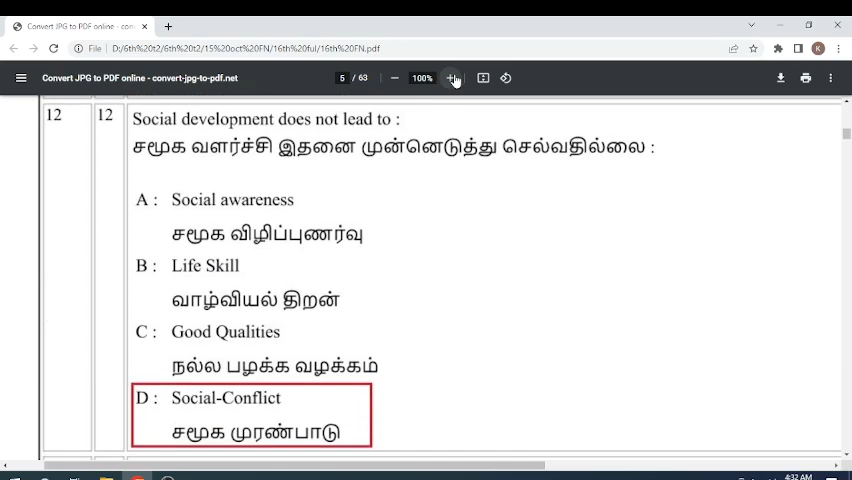 Convert JPG to PDF online - con
File
D:/6th%20t2/6th%20t2/15%20oct%20FN/16th%20ful/16th%20FN.pdf
K
Convert JPG to PDF online - convert-jpg-to-pdf.net
5 / 63
100%
12 12 Social development does not lead to :
சமூக வளர்ச்சி இதனை முன்னெடுத்து செல்வதில்லை :
A : Social awareness
சமூக விழிப்புணர்வு
B : Life Skill
வாழ்வியல் திறன்
C : Good Qualities
நல்ல பழக்க வழக்கம்
D : Social-Conflict
சமூக முரண்பாடு
4:32 AM